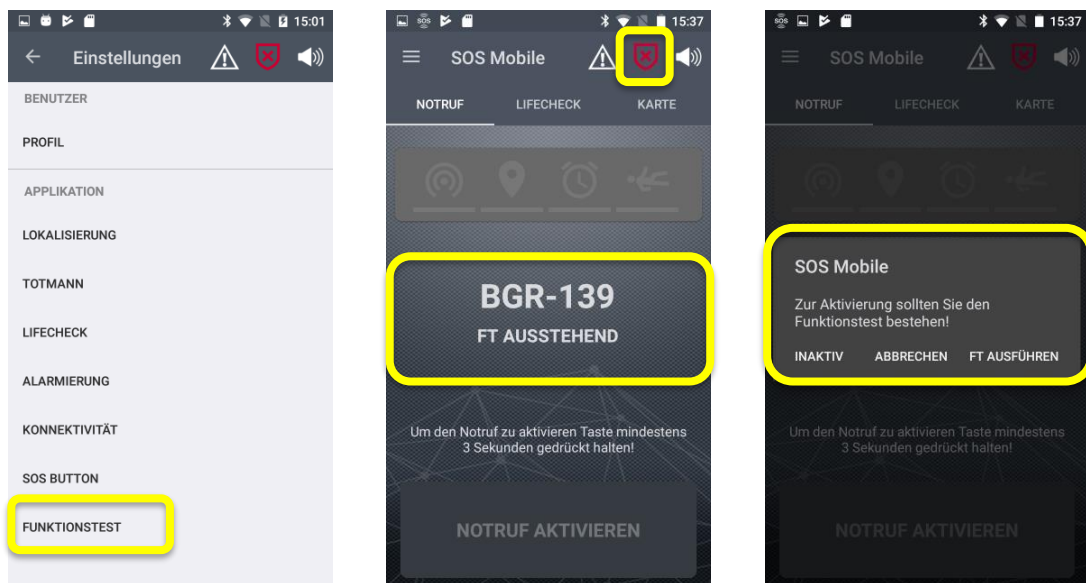 15:01
Einstellungen
BENUTZER
PROFIL
APPLIKATION
LOKALISIERUNG
TOTMANN
LIFECHECK
ALARMIERUNG
KONNEKTIVITÄT
SOS BUTTON
FUNKTIONSTEST
SOS 15:37
SOS Mobile
NOTRUF LIFECHECK KARTE
BGR-139
FT AUSSTEHEND
Um den Notruf zu aktivieren Taste mindestens
3 Sekunden gedrückt halten!
NOTRUF AKTIVIEREN
SOS 15:37
SOS Mobile
NOTRUF LIFECHECK KARTE
SOS Mobile
Zur Aktivierung sollten Sie den
Funktionstest bestehen!
INAKTIV ABBRECHEN FT AUSFÜHREN
Um den Notruf zu aktivieren Taste mindestens
3 Sekunden gedrückt halten!
NOTRUF AKTIVIEREN